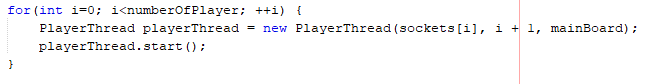 for(int i=0; i<numberOfPlayer; ++i) {
    PlayerThread playerThread = new PlayerThread(sockets[i], i + 1, mainBoard);
    playerThread.start();
}